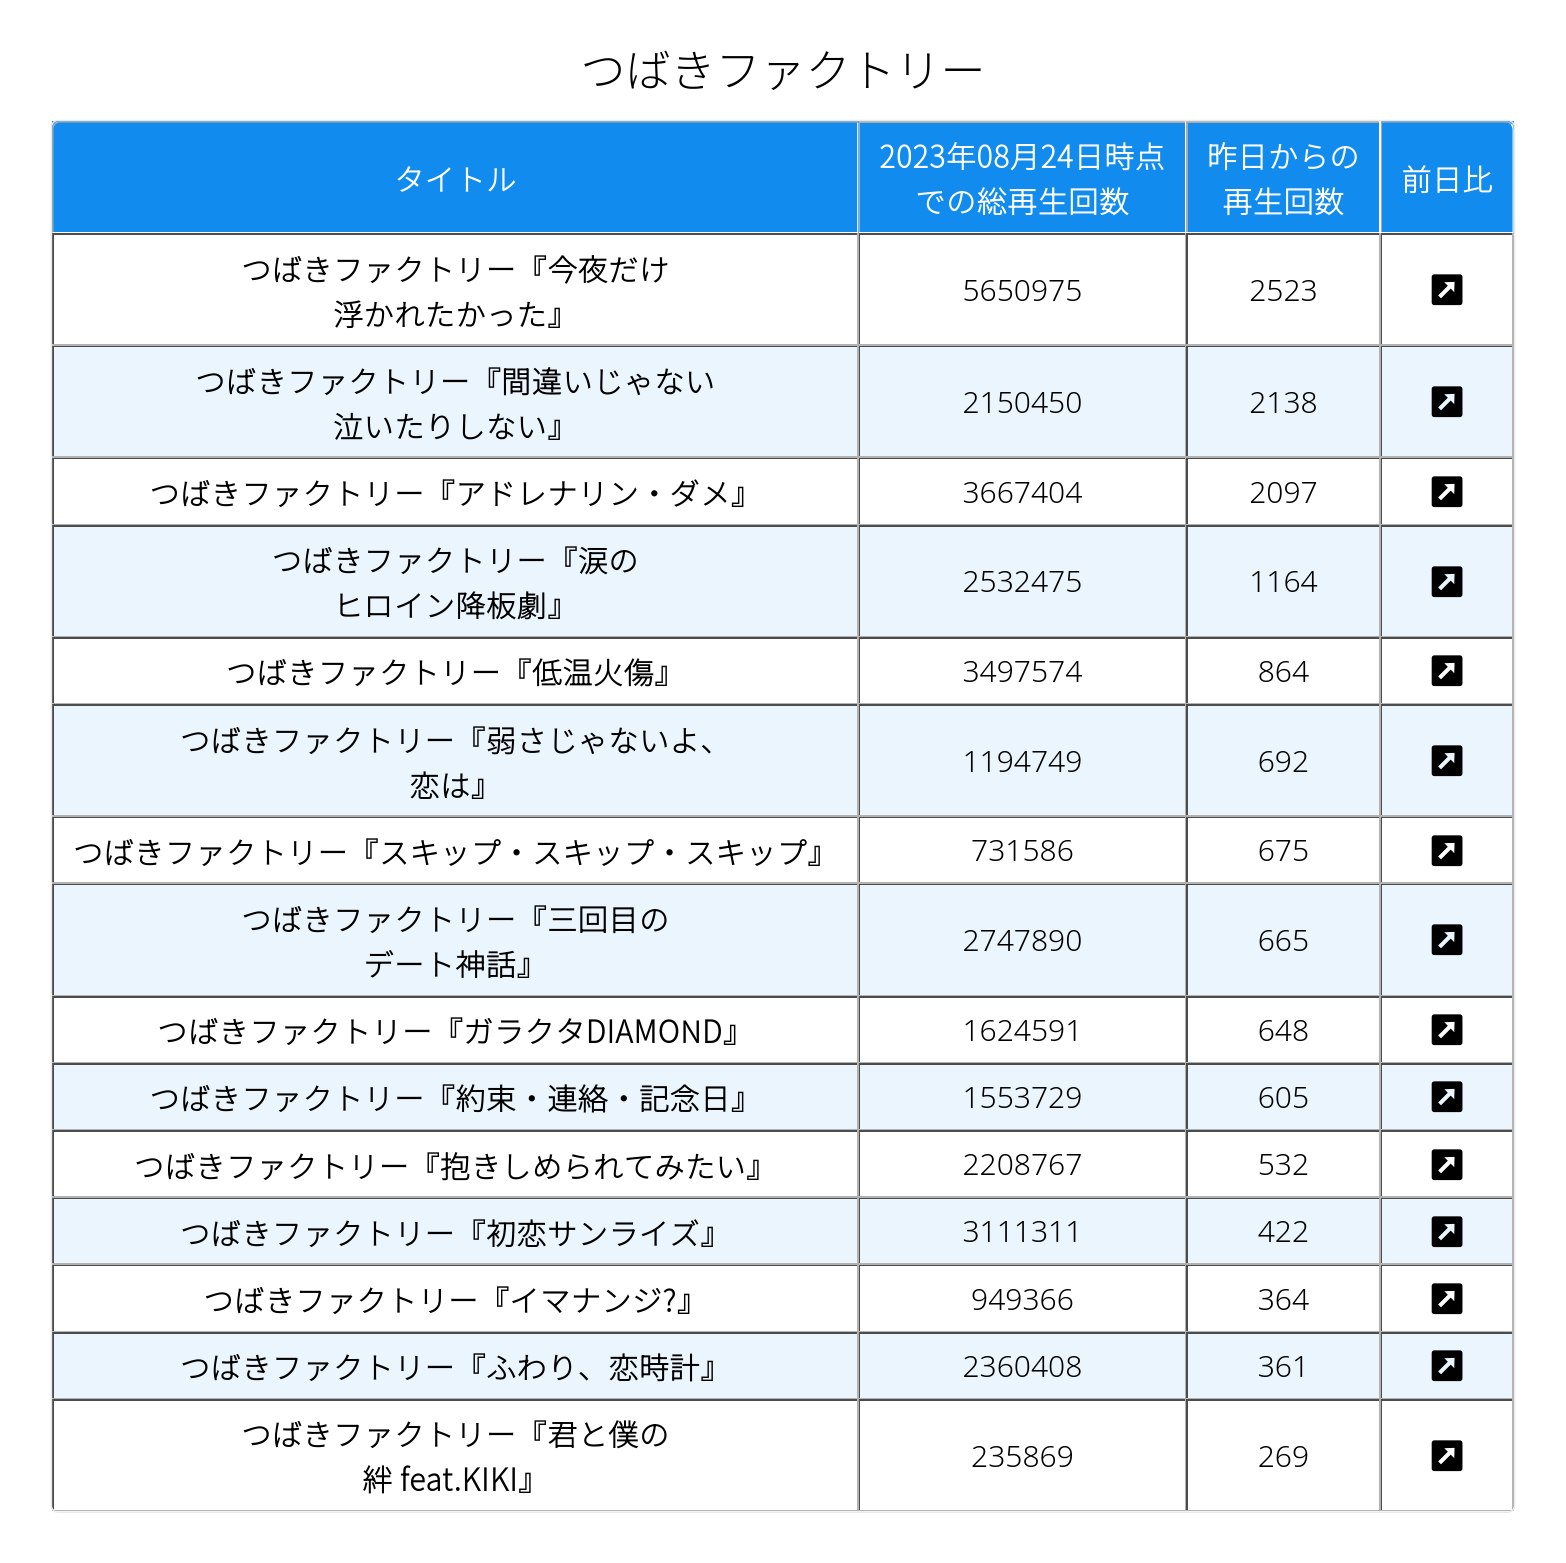 つばきファクトリー
タイトル
2023年08月24日時点
での総再生回数
昨日からの
再生回数
前日比
つばきファクトリー『今夜だけ
浮かれたかった』
5650975
2523
つばきファクトリー『間違いじゃない
泣いたりしない』
2150450
2138
つばきファクトリー『アドレナリン・ダメ』
3667404
2097
つばきファクトリー『涙の
ヒロイン降板劇』
2532475
1164
つばきファクトリー『低温火傷』
3497574
864
つばきファクトリー『弱さじゃないよ、
恋は』
1194749
692
つばきファクトリー『スキップ・スキップ・スキップ』
731586
675
つばきファクトリー『三回目の
デート神話』
2747890
665
つばきファクトリー『ガラクタDIAMOND』
1624591
648
つばきファクトリー『約束・連絡・記念日』
1553729
605
つばきファクトリー『抱きしめられてみたい』
2208767
532
つばきファクトリー『初恋サンライズ』
3111311
422
つばきファクトリー『イマナンジ?』
949366
364
つばきファクトリー『ふわり、恋時計』
2360408
361
つばきファクトリー『君と僕の
絆 feat.KIKI』
235869
269